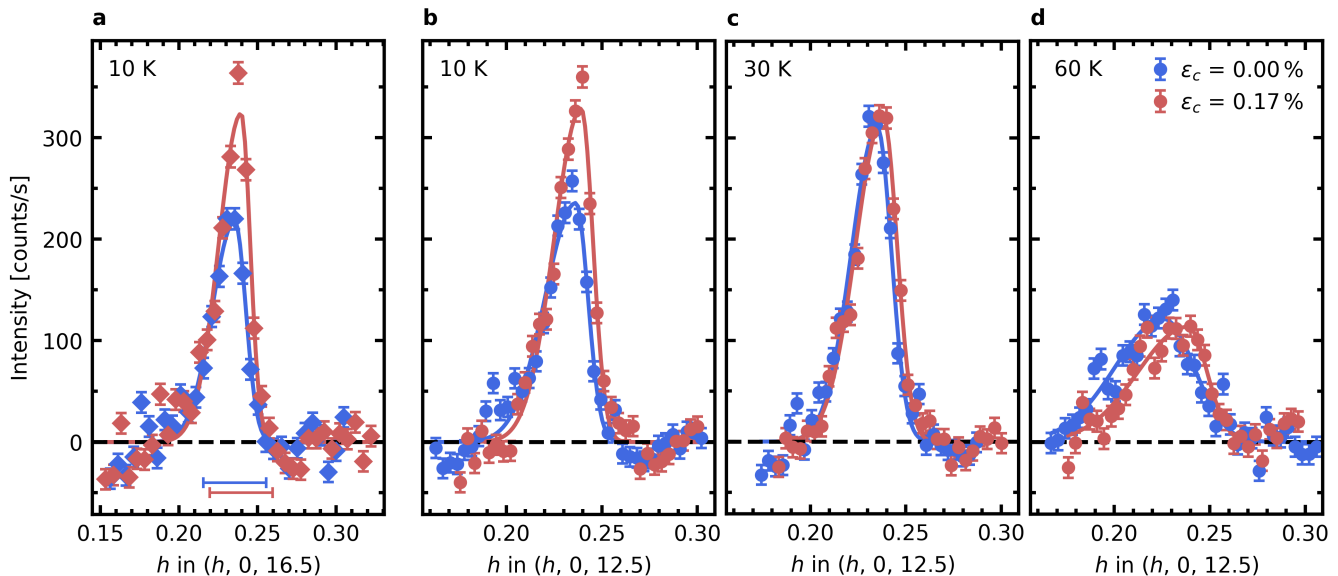 a b c d
10 K 10 K 30 K 60 K
εc = 0.00 %
εc = 0.17 %
Intensity [counts/s]
300
200
100
0
0.15 0.20 0.25 0.30 0.20 0.25 0.30 0.20 0.25 0.30 0.20 0.25 0.30
h in (h, 0, 16.5) h in (h, 0, 12.5) h in (h, 0, 12.5) h in (h, 0, 12.5)